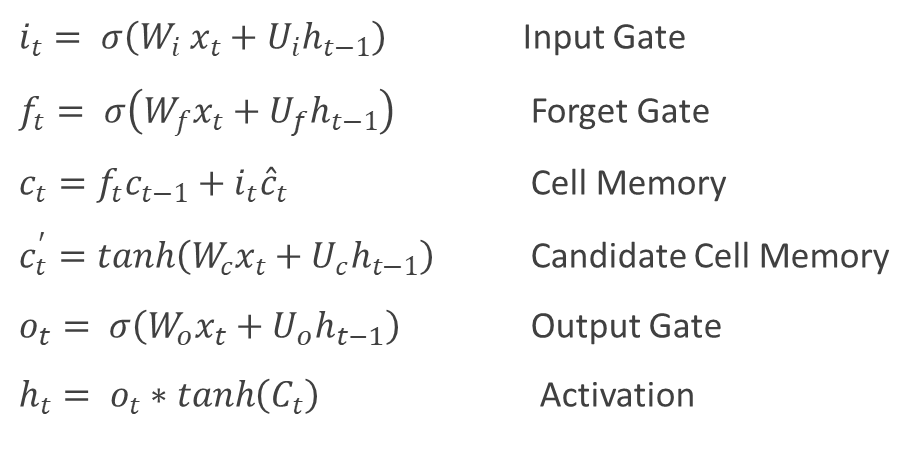 i_t = σ(W_i x_t + U_i h_{t−1}) Input Gate
f_t = σ(W_f x_t + U_f h_{t−1}) Forget Gate
c_t = f_t c_{t−1} + i_t ĉ_t Cell Memory
c_t′ = tanh(W_c x_t + U_c h_{t−1}) Candidate Cell Memory
o_t = σ(W_o x_t + U_o h_{t−1}) Output Gate
h_t = o_t ∗ tanh(C_t) Activation